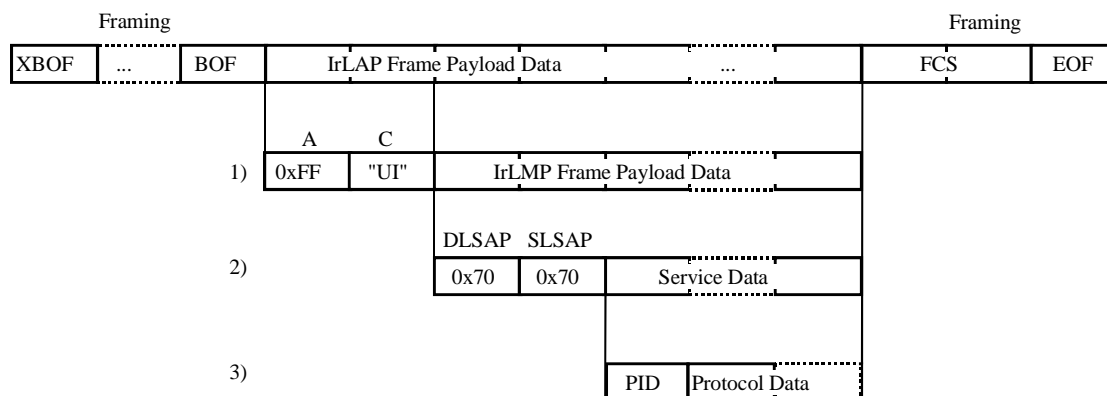 Framing Framing
XBOF ... BOF IrLAP Frame Payload Data ... FCS EOF
A C
1) 0xFF "UI" IrLMP Frame Payload Data
DLSAP SLSAP
2) 0x70 0x70 Service Data
3) PID Protocol Data